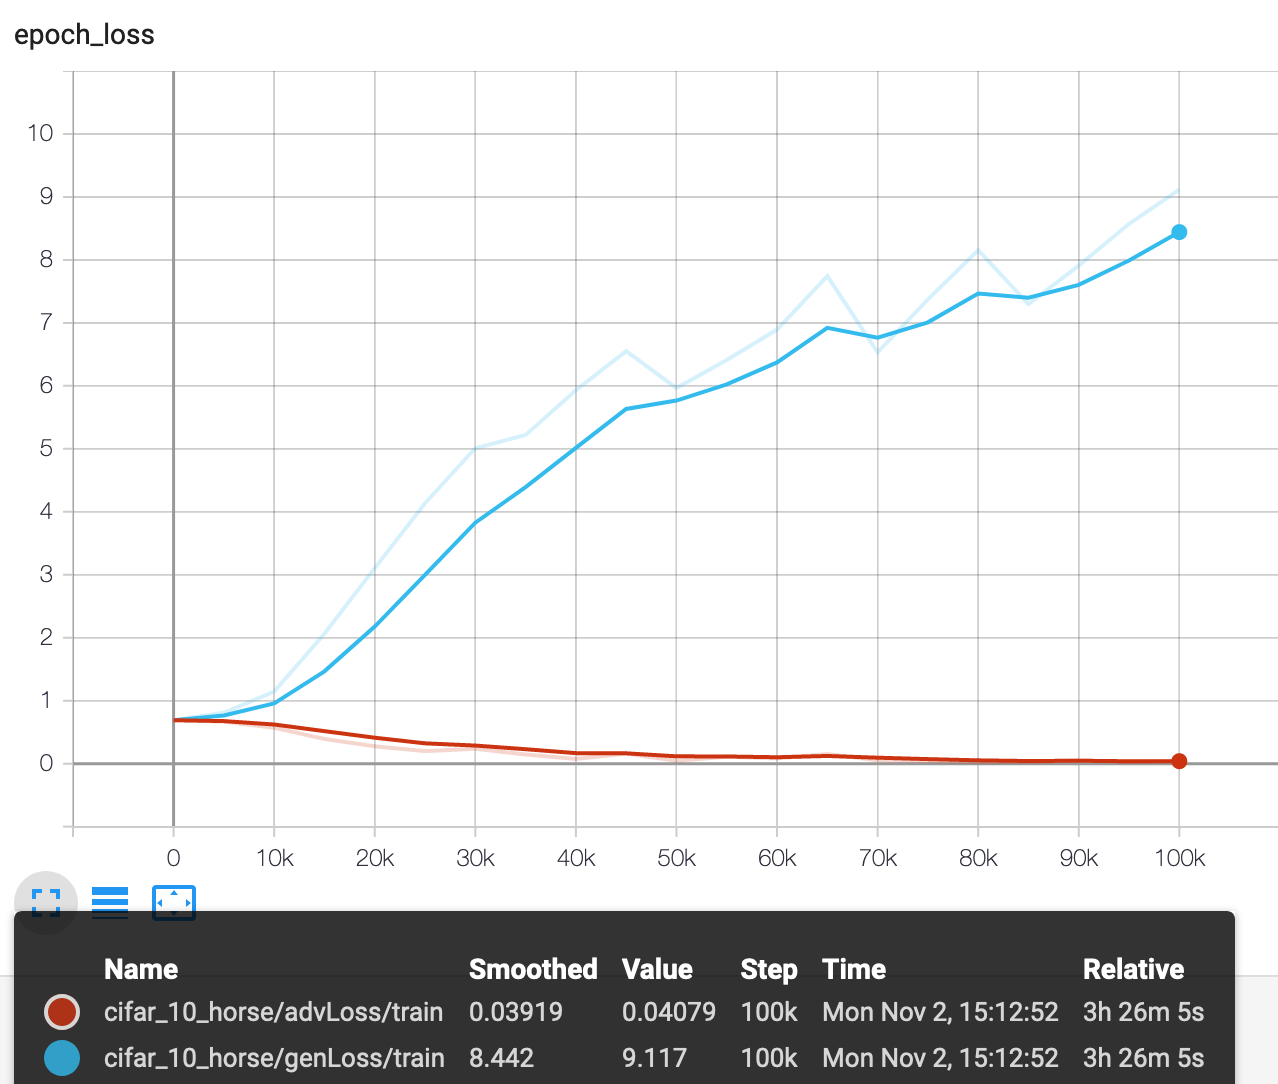 epoch_loss
10
9
8
7
6
5
4
3
2
1
0
0 10k 20k 30k 40k 50k 60k 70k 80k 90k 100k
Name Smoothed Value Step Time Relative
cifar_10_horse/advLoss/train 0.03919 0.04079 100k Mon Nov 2, 15:12:52 3h 26m 5s
cifar_10_horse/genLoss/train 8.442 9.117 100k Mon Nov 2, 15:12:52 3h 26m 5s